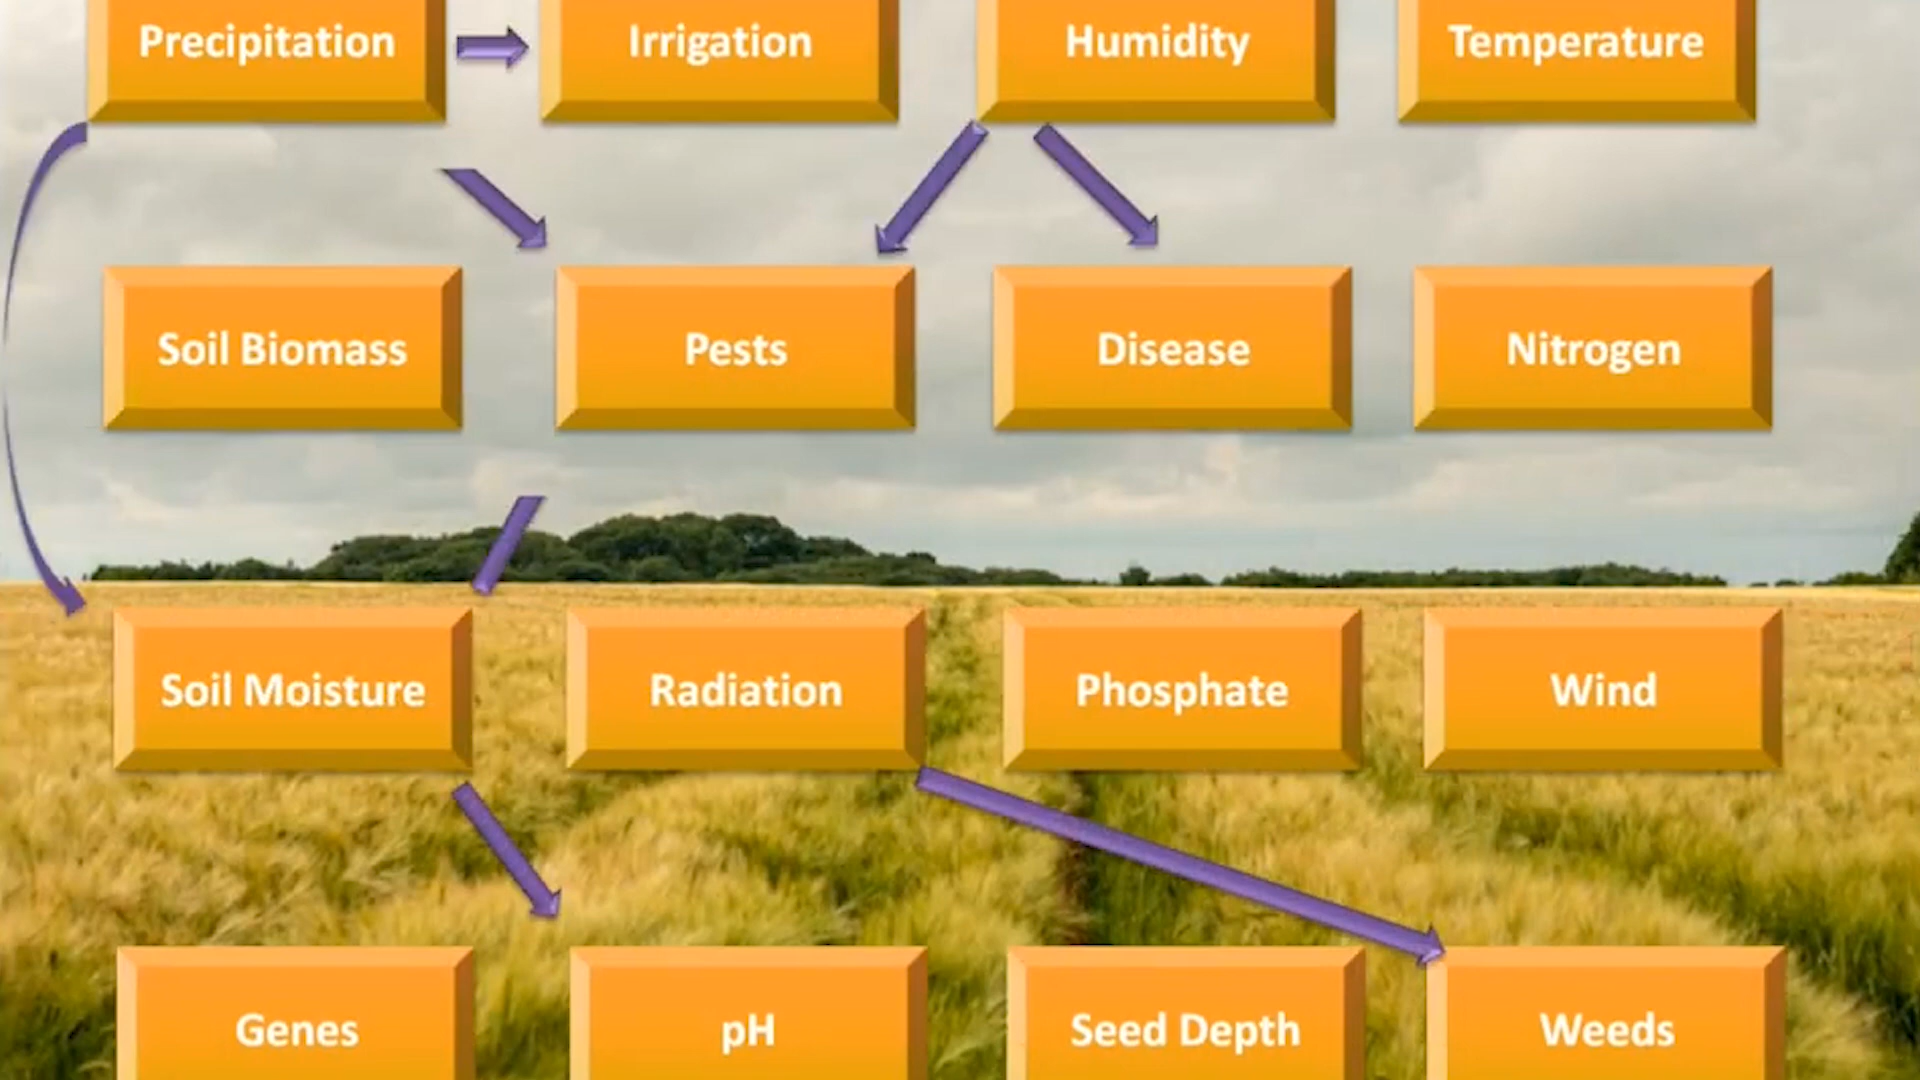 Precipitation
Irrigation
Humidity
Temperature
Soil Biomass
Pests
Disease
Nitrogen
Soil Moisture
Radiation
Phosphate
Wind
Genes
pH
Seed Depth
Weeds